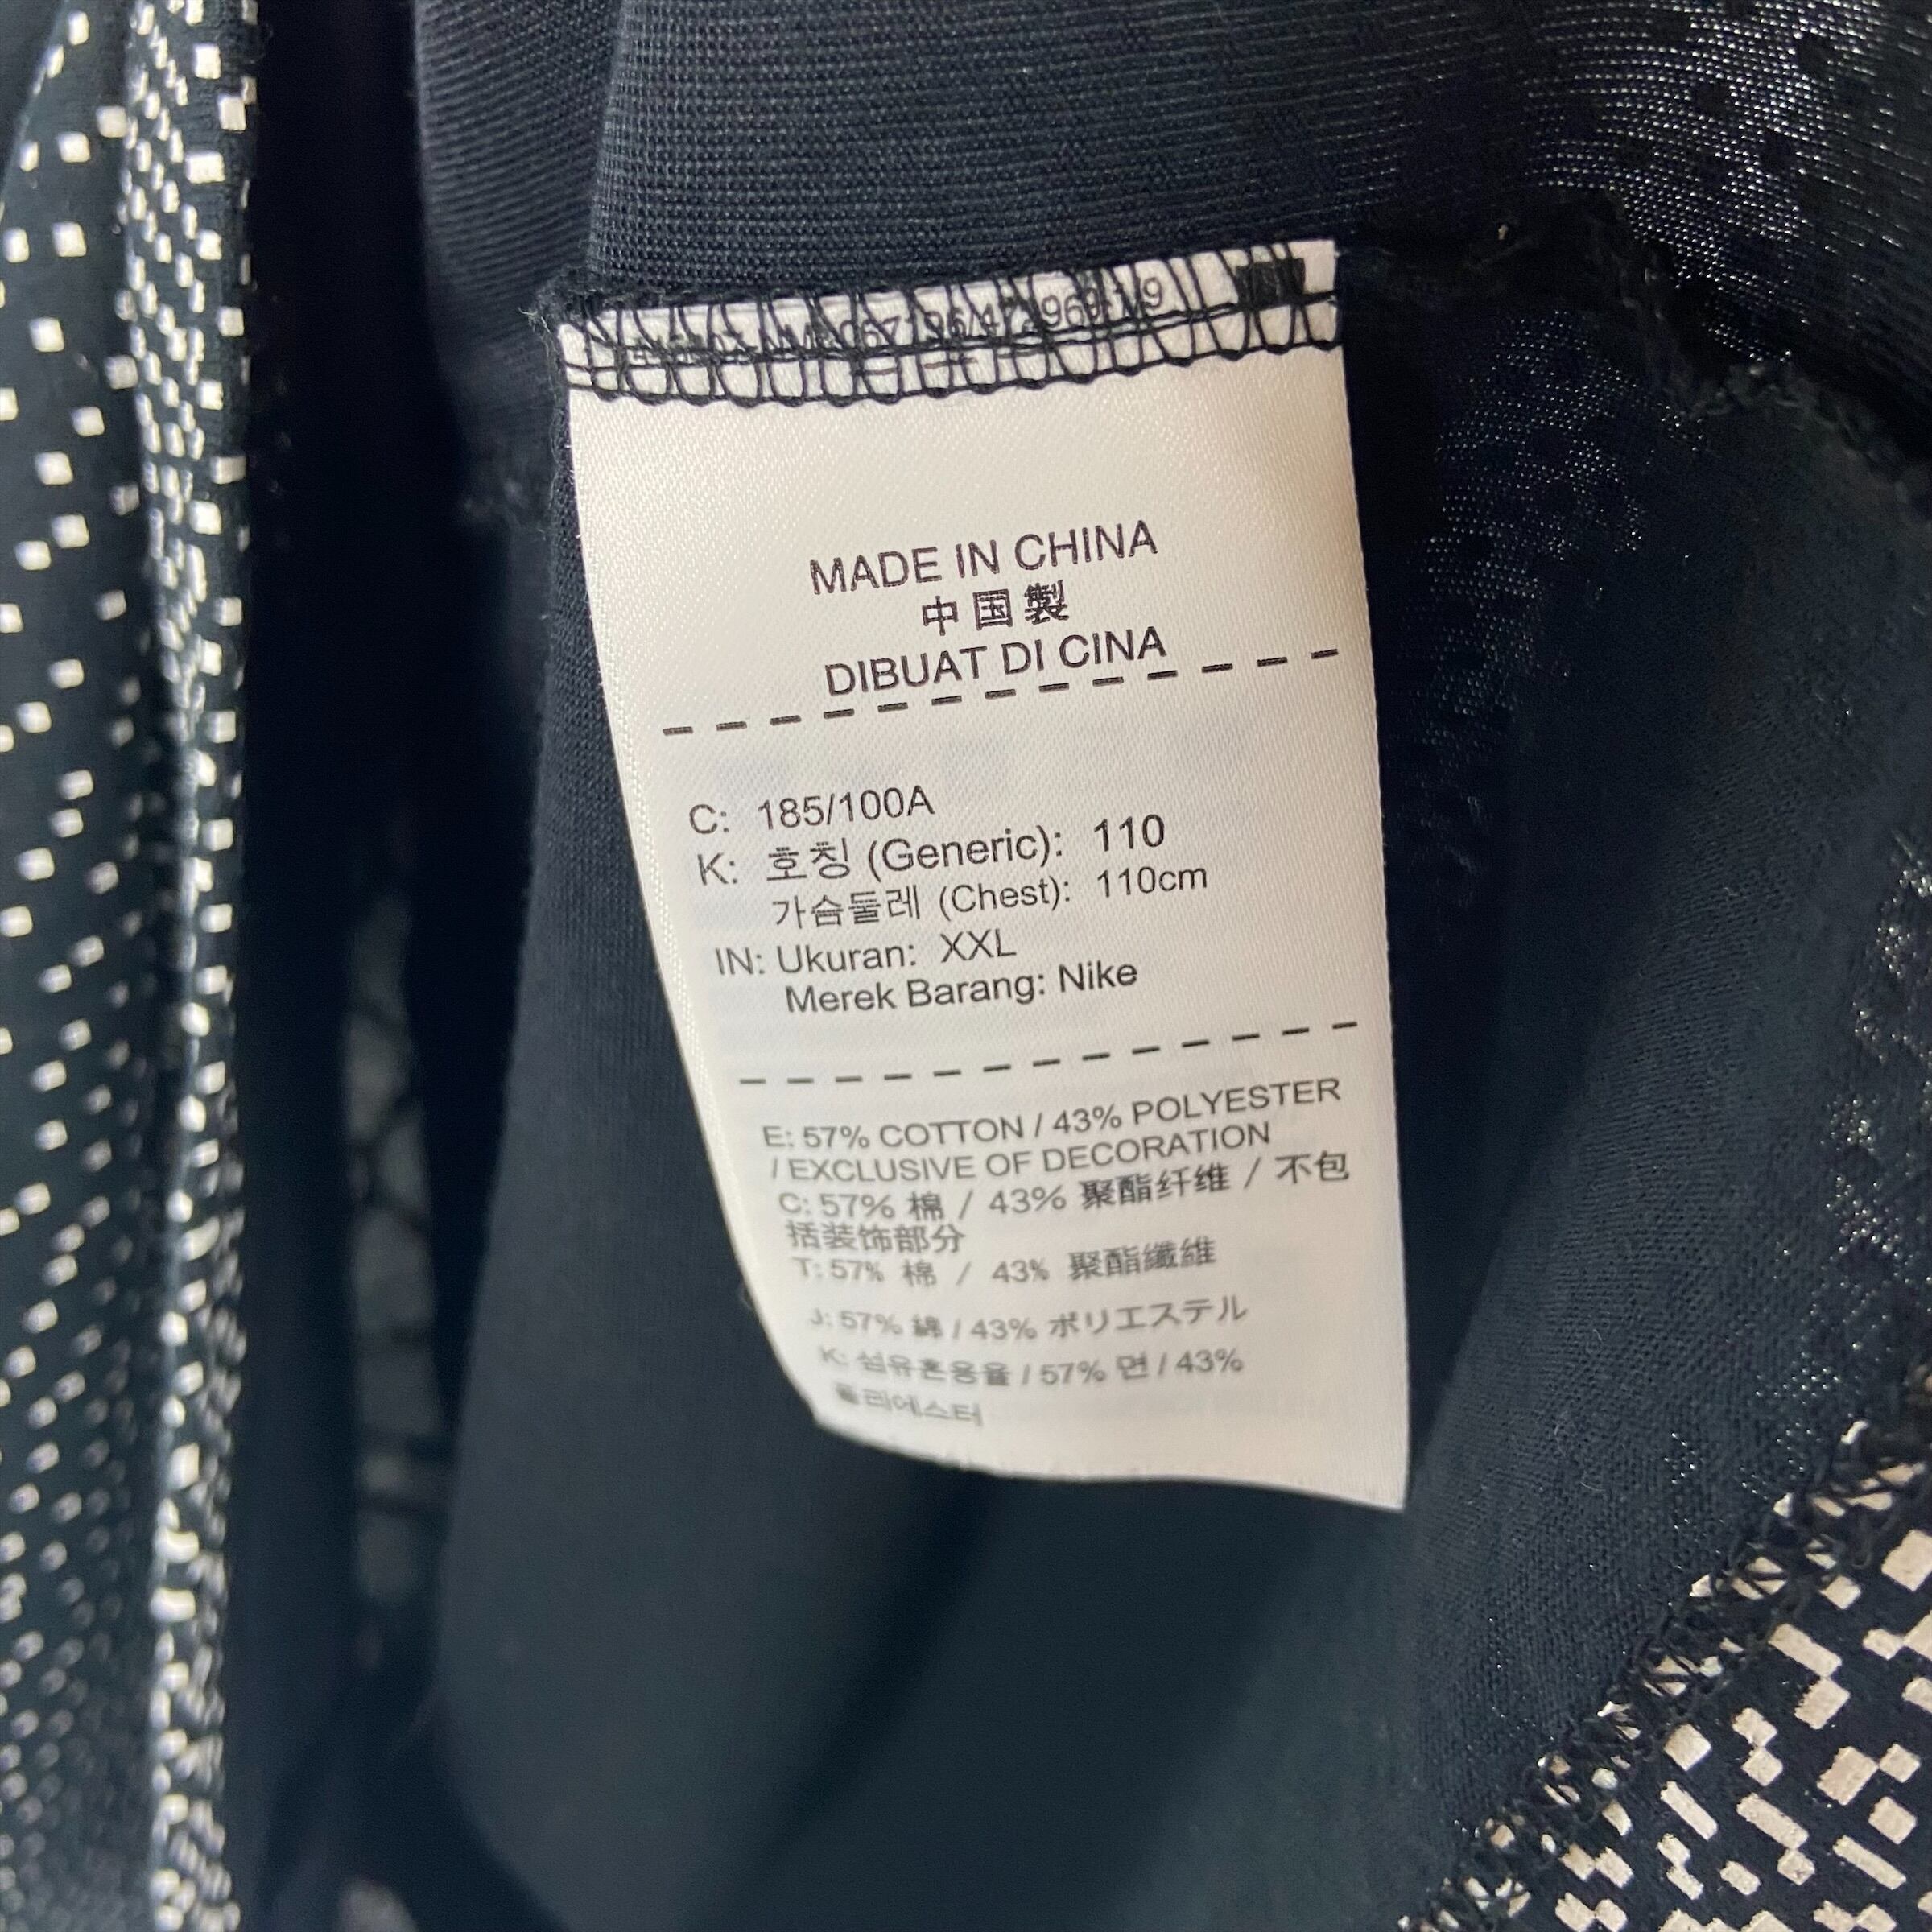 MADE IN CHINA
中国製
DIBUAT DI CINA
C: 185/100A
K: 호칭 (Generic): 110
가슴둘레 (Chest): 110cm
IN: Ukuran: XXL
Merek Barang: Nike
E: 57% COTTON / 43% POLYESTER
/ EXCLUSIVE OF DECORATION
C: 57% 棉 / 43% 聚酯纤维 / 不包
括装饰部分
T: 57% 棉 / 43% 聚酯纖維
J: 57% 綿 / 43% ポリエステル
K: 섬유혼용율 / 57% 면 / 43%
폴리에스터